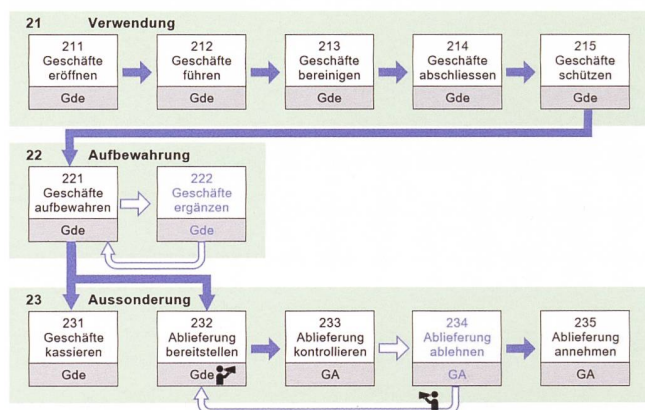 21 Verwendung
211
Geschäfte
eröffnen
Gde
212
Geschäfte
führen
Gde
213
Geschäfte
bereinigen
Gde
214
Geschäfte
abschliessen
Gde
215
Geschäfte
schützen
Gde
22 Aufbewahrung
221
Geschäfte
aufbewahren
Gde
222
Geschäfte
ergänzen
Gde
23 Aussonderung
231
Geschäfte
kassieren
Gde
232
Ablieferung
bereitstellen
Gde
233
Ablieferung
kontrollieren
GA
234
Ablieferung
ablehnen
GA
235
Ablieferung
annehmen
GA